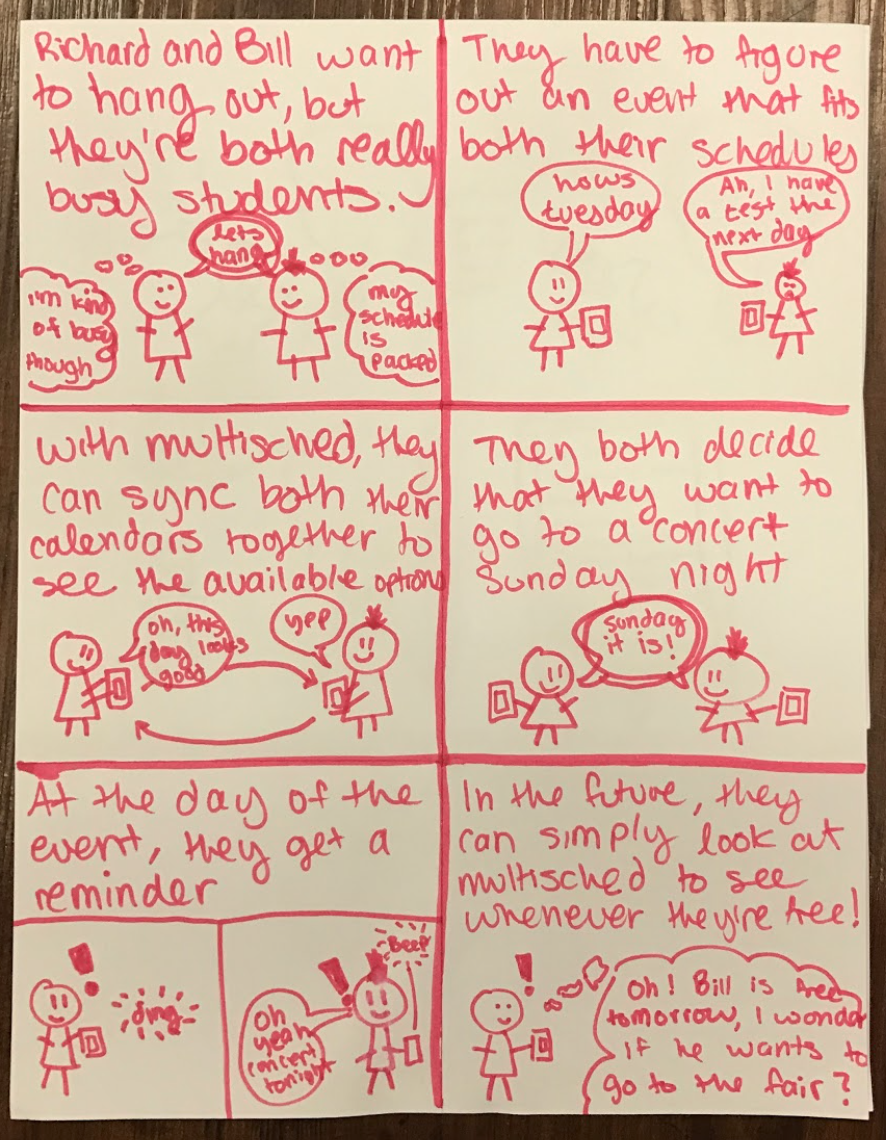 Richard and Bill want
to hang out, but
they're both really
busy students.
lets
hang
I'm kind
of busy
though
my
schedule
is
packed
They have to figure
out an event that fits
both their schedules
hows
tuesday
Ah, I have
a test the
next day
with multisched, they
can sync both their
calendars together to
see the available options
oh, this
day looks
good
yep
They both decide
that they want to
go to a concert
Sunday night
Sunday
it is!
At the day of the
event, they get a
reminder
ding
!
Beep
!
Oh
yeah
concert
tonight
In the future, they
can simply look at
multisched to see
whenever they're free!
!
Oh! Bill is free
tomorrow, I wonder
if he wants to
go to the fair?